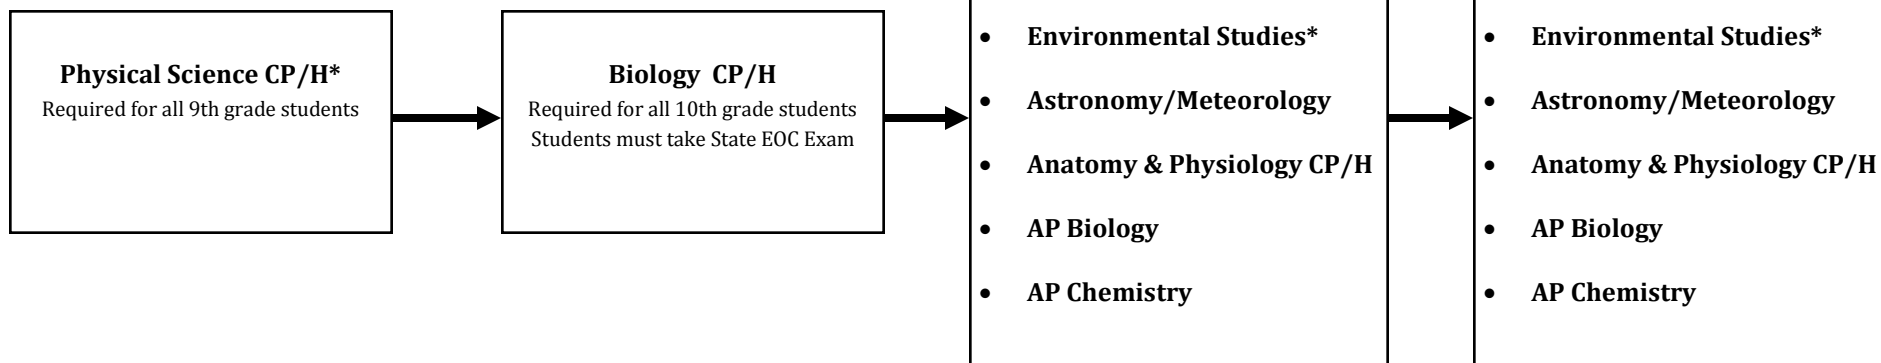 Physical Science CP/H*
Required for all 9th grade students
Biology  CP/H
Required for all 10th grade students
Students must take State EOC Exam
• Environmental Studies*
• Astronomy/Meteorology
• Anatomy & Physiology CP/H
• AP Biology
• AP Chemistry
• Environmental Studies*
• Astronomy/Meteorology
• Anatomy & Physiology CP/H
• AP Biology
• AP Chemistry